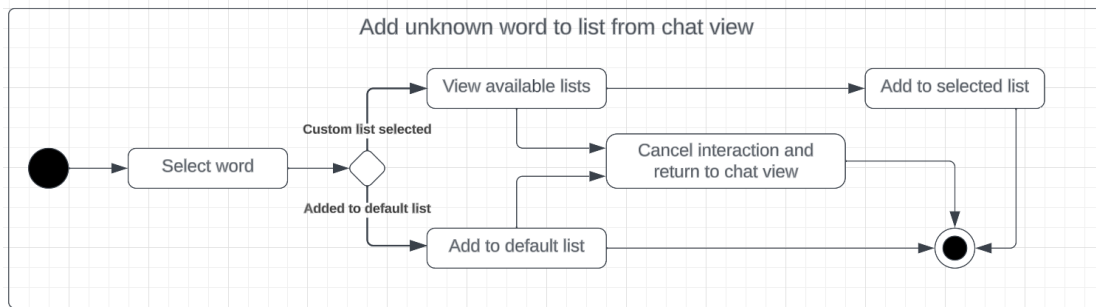 Add unknown word to list from chat view
View available lists
Add to selected list
Custom list selected
Cancel interaction and
return to chat view
Select word
Added to default list
Add to default list